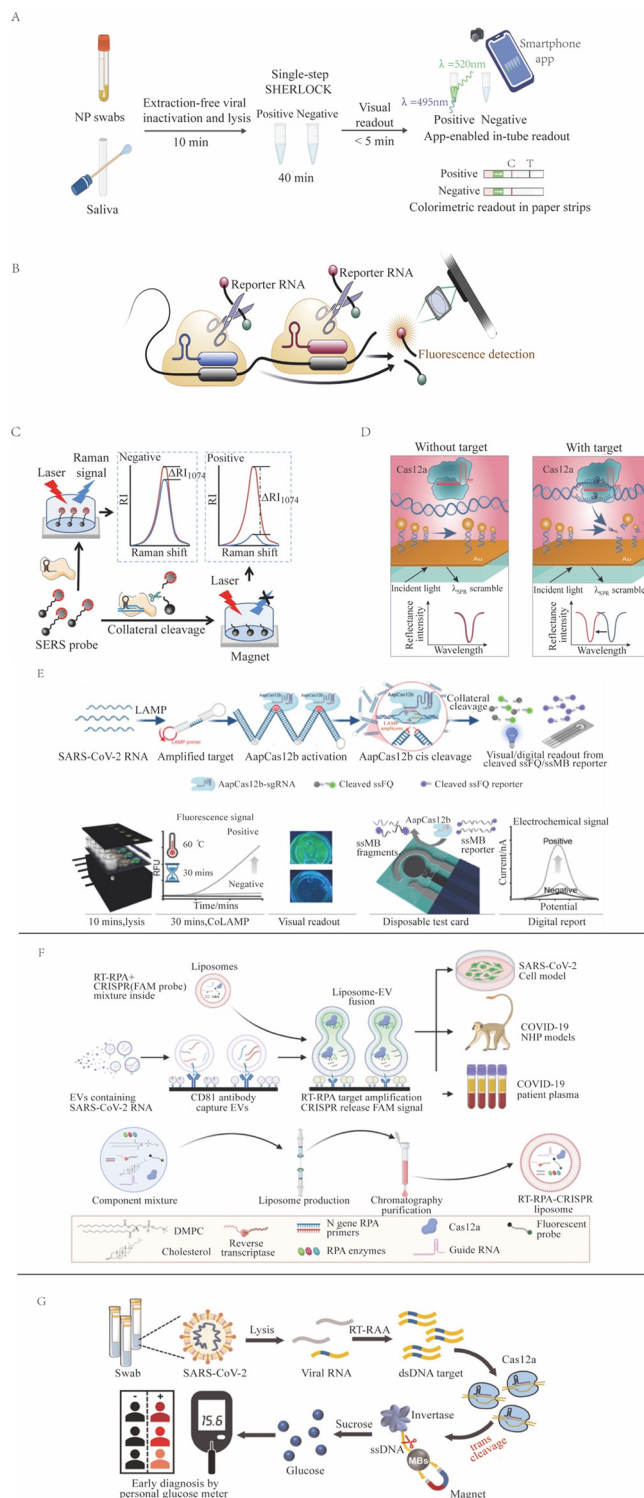 A
NP swabs
Saliva
Extraction-free viral
inactivation and lysis
10 min
Single-step
SHERLOCK
Positive Negative
40 min
Visual
readout
< 5 min
Smartphone
app
λ =520nm
λ=495nm
Positive Negative
App-enabled in-tube readout
C T
Positive
Negative
Colorimetric readout in paper strips
B
Reporter RNA
Reporter RNA
Fluorescence detection
C
Laser
Raman
signal
Negative
ΔRI1074
RI
Raman shift
Positive
ΔRI1074
RI
Raman shift
SERS probe
Collateral cleavage
Laser
Magnet
D
Without target
Cas12a
Au
Incident light
λSPR scramble
Reflectance
intensity
Wavelength
With target
Cas12a
Au
Incident light
λSPR scramble
Reflectance
intensity
Wavelength
E
LAMP
LAMP primer
AapCas12b-sgRNA
AapCas12b-sgRNA
AapCas12b-sgRNA
LAMP
amplicons
Collateral
cleavage
SARS-CoV-2 RNA
Amplified target
AapCas12b activation
AapCas12b cis cleavage
Visual/digital readout from
cleaved ssFQ/ssMB reporter
AapCas12b-sgRNA
Cleaved ssFQ
Cleaved ssFQ reporter
Fluorescence signal
60 ℃
30 mins
Positive
Negative
RFU
Time/mins
AapCas12b
ssMB
fragments
ssMB
reporter
Electrochemical signal
Positive
Negative
Current/nA
Potential
10 mins,lysis
30 mins,CoLAMP
Visual readout
Disposable test card
Digital report
F
RT-RPA+
CRISPR(FAM probe)
mixture inside
Liposomes
Liposome-EV
fusion
SARS-CoV-2
Cell model
COVID-19
NHP models
COVID-19
patient plasma
EVs containing
SARS-CoV-2 RNA
CD81 antibody
capture EVs
RT-RPA target amplification
CRISPR release FAM signal
Component mixture
Liposome production
Chromatography
purification
RT-RPA-CRISPR
liposome
DMPC
Cholesterol
Reverse
transcriptase
N gene RPA
primers
RPA enzymes
Cas12a
Guide RNA
Fluorescent
probe
G
Swab
SARS-CoV-2
Lysis
Viral RNA
RT-RAA
dsDNA target
Cas12a
trans
cleavage
Invertase
ssDNA
MBs
Magnet
Sucrose
Glucose
15.6
- +
Early diagnosis by
personal glucose meter